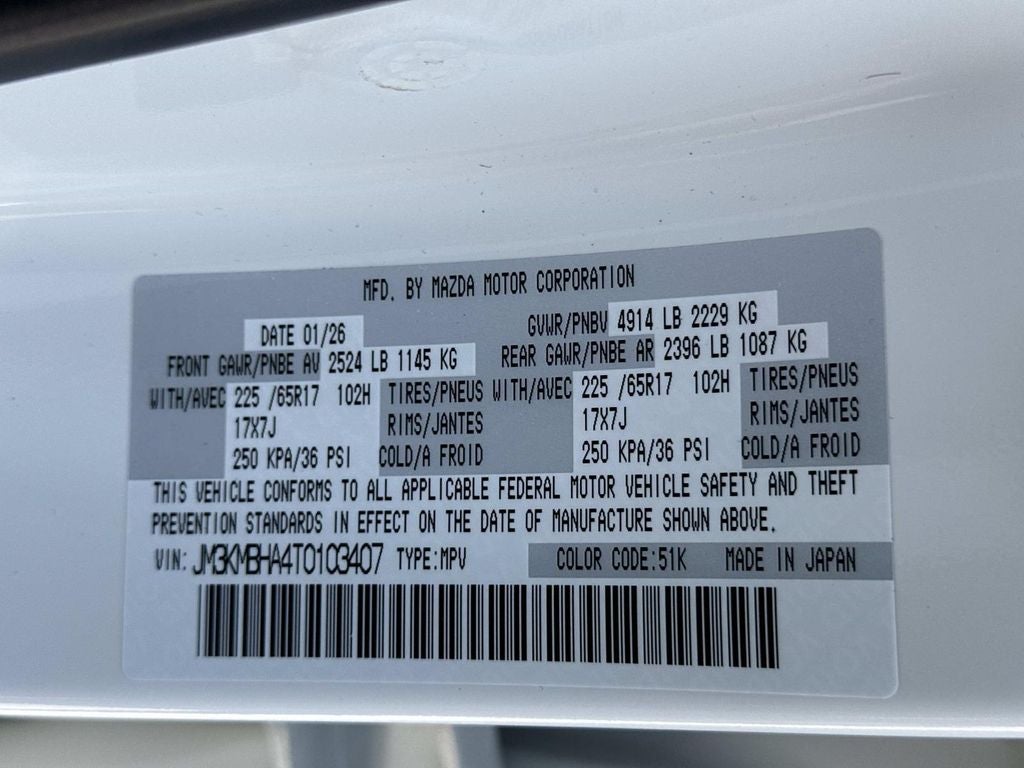 MFD. BY MAZDA MOTOR CORPORATION
DATE 01/26 GVWR/PNBV 4914 LB 2229 KG
FRONT GAWR/PNBE AV 2524 LB 1145 KG REAR GAWR/PNBE AR 2396 LB 1087 KG
WITH/AVEC 225 /65R17 102H TIRES/PNEUS WITH/AVEC 225 /65R17 102H TIRES/PNEUS
17X7J RIMS/JANTES 17X7J RIMS/JANTES
250 KPA/36 PSI COLD/A FROID 250 KPA/36 PSI COLD/A FROID
THIS VEHICLE CONFORMS TO ALL APPLICABLE FEDERAL MOTOR VEHICLE SAFETY AND THEFT
PREVENTION STANDARDS IN EFFECT ON THE DATE OF MANUFACTURE SHOWN ABOVE.
VIN: JM3KMBHA4T0103407 TYPE:MPV COLOR CODE:51K MADE IN JAPAN